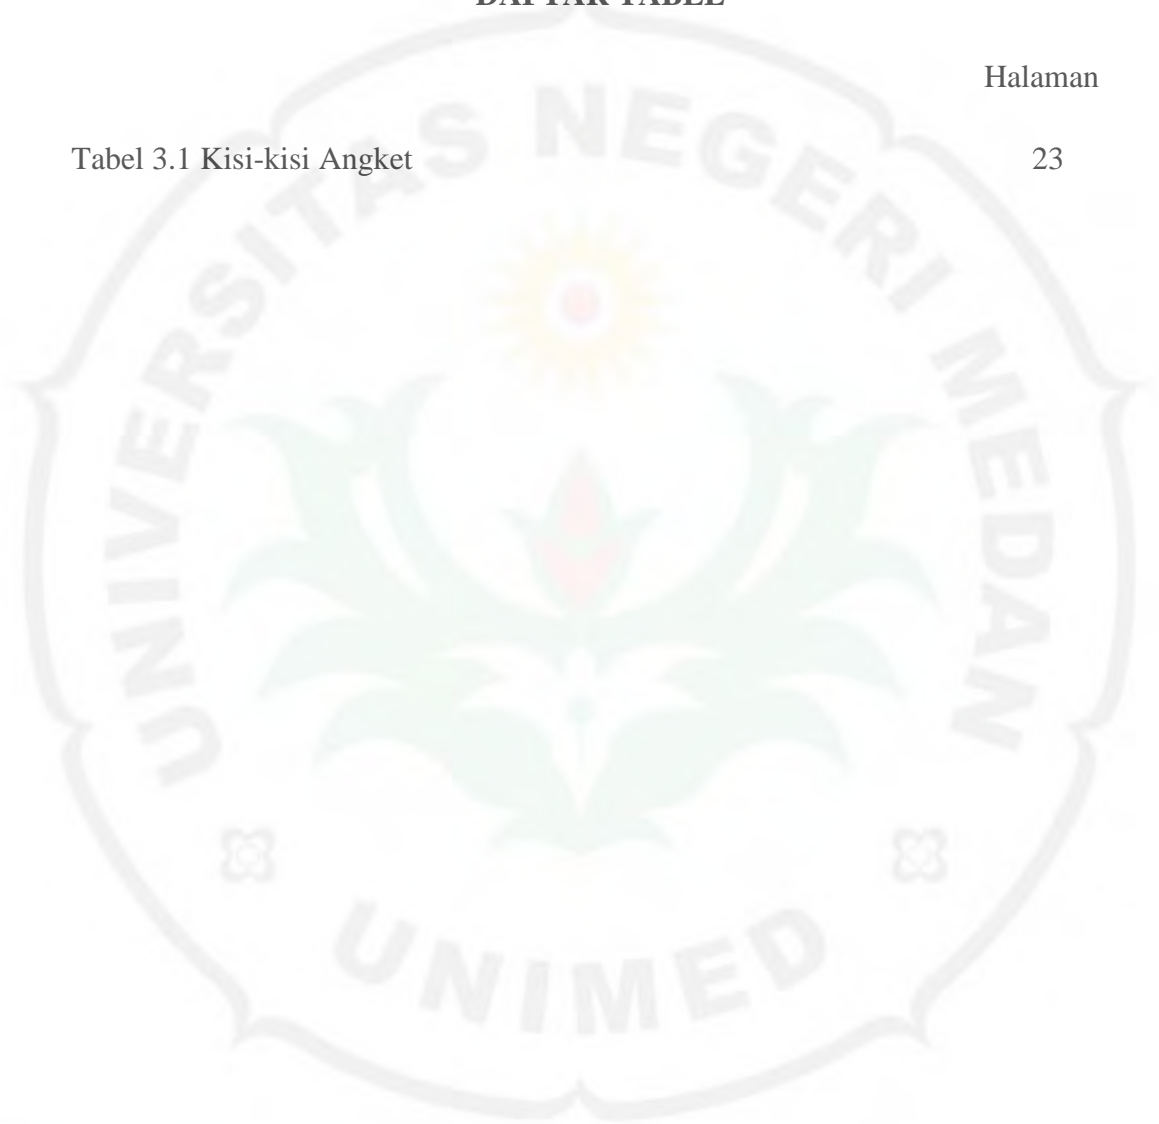 DAFTAR TABEL
Halaman
Tabel 3.1 Kisi-kisi Angket 23
UNIVERSITAS NEGERI MEDAN
UNIMED